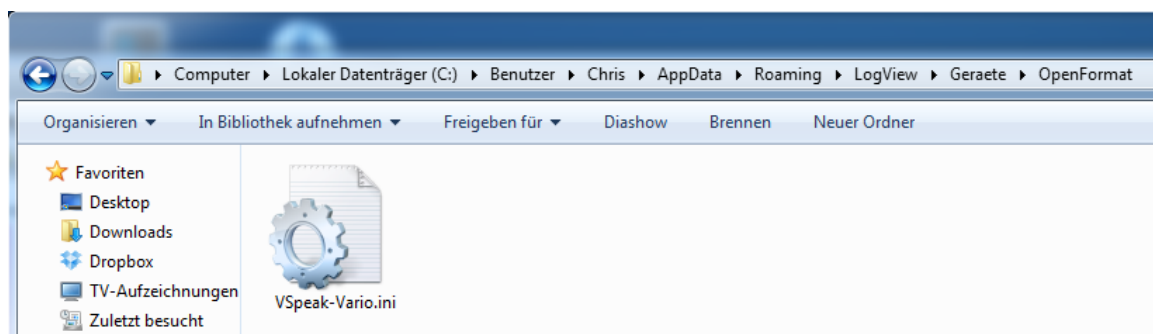 Computer Lokaler Datenträger (C:) Benutzer Chris AppData Roaming LogView Geraete OpenFormat
Organisieren In Bibliothek aufnehmen Freigeben für Diashow Brennen Neuer Ordner
Favoriten
Desktop
Downloads
Dropbox
TV-Aufzeichnungen
Zuletzt besucht
VSpeak-Vario.ini